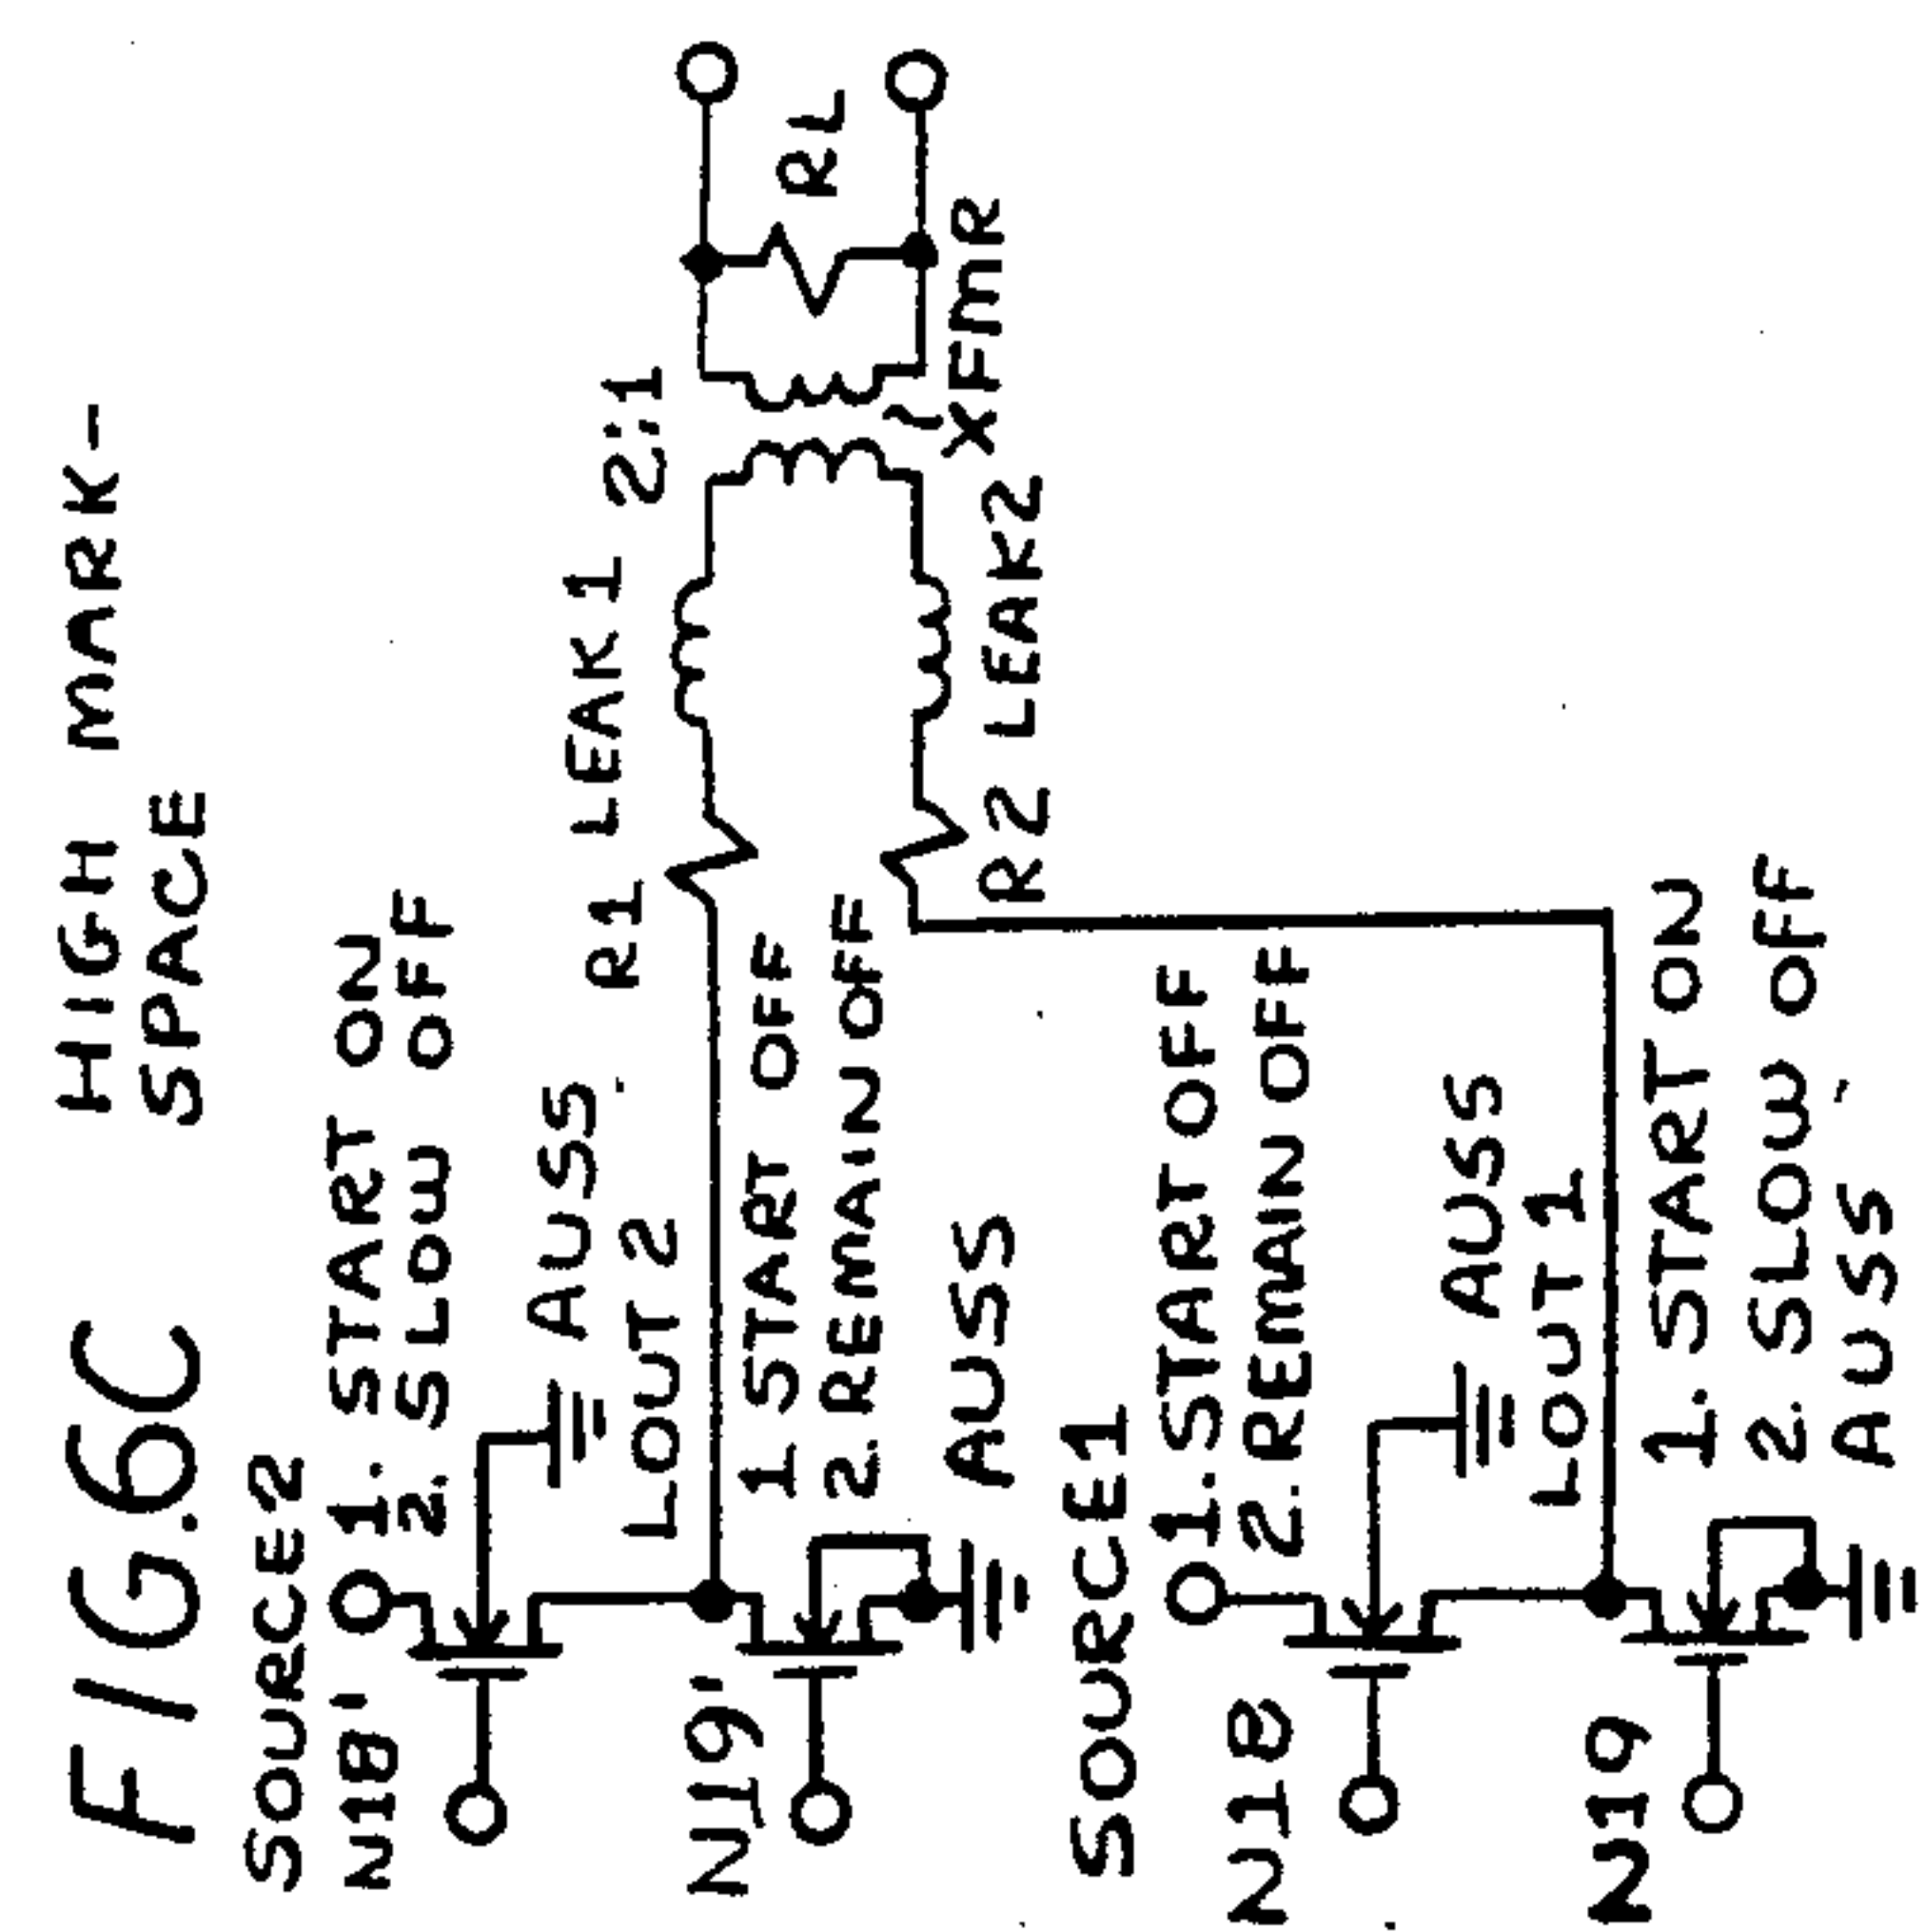 FIG.6C
HIGH MARK-
SPACE
SOURCE2
N18'
1. START ON
2. SLOW OFF
AUSS
LOUT 2
R1
LEAK 1
2:1
RL
N19'
1 START OFF
2. REMAIN OFF
AUSS
R2
LEAK2
XFMR
SOURCE1
N18
1. START OFF
2. REMAIN OFF
AUSS
LOUT 1
N19
1. START ON
2. SLOW OFF
AUSS